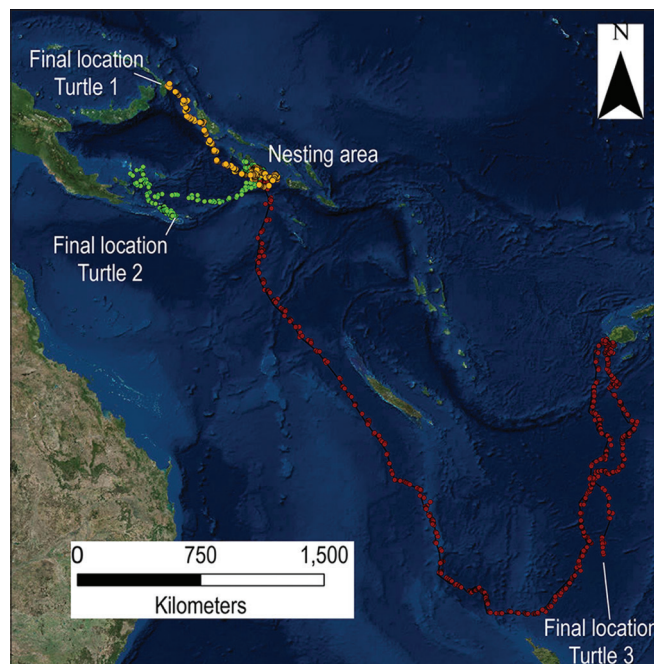 N
Final location
Turtle 1
Nesting area
Final location
Turtle 2
0 750 1,500
Kilometers
Final location
Turtle 3